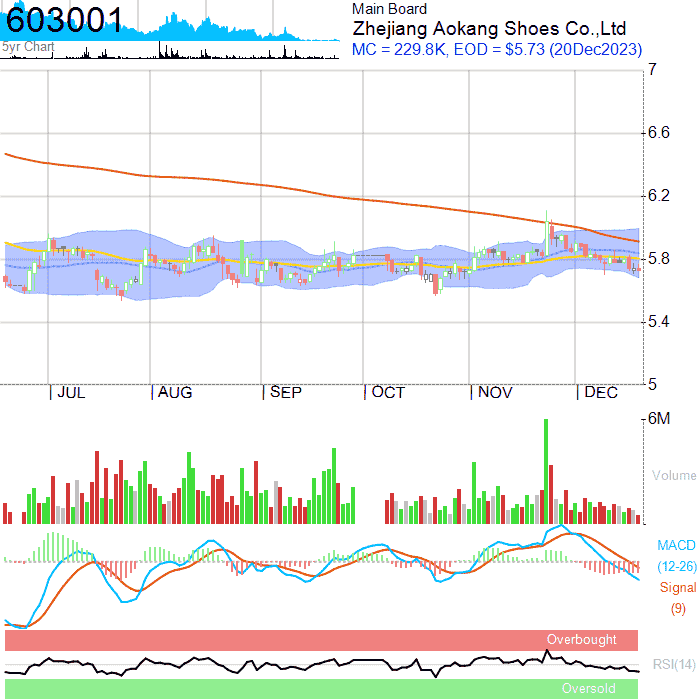 603001
5yr Chart
Main Board
Zhejiang Aokang Shoes Co.,Ltd
MC = 229.8K, EOD = $5.73 (20Dec2023)
7
6.6
6.2
5.8
5.4
5
JUL AUG SEP OCT NOV DEC
6M
Volume
MACD
(12-26)
Signal
(9)
Overbought
RSI(14)
Oversold